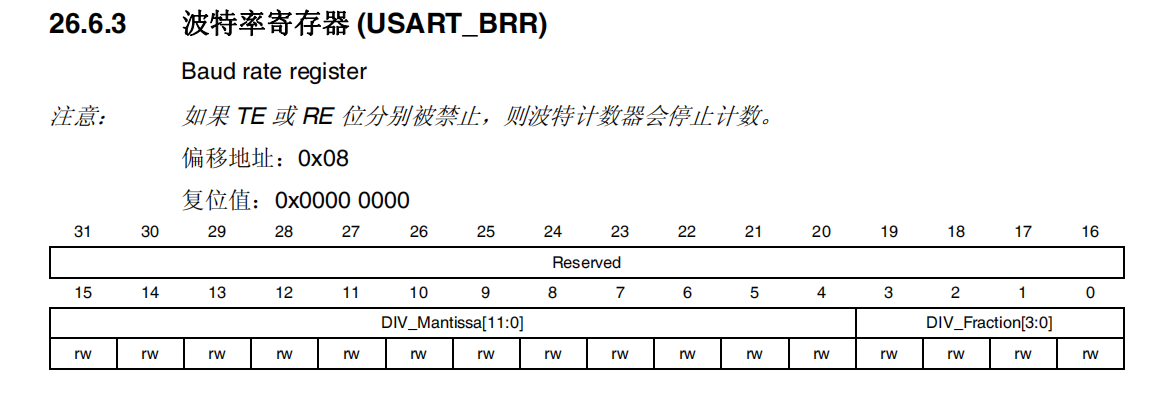 26.6.3 波特率寄存器 (USART_BRR)
Baud rate register
注意： 如果 TE 或 RE 位分别被禁止，则波特计数器会停止计数。
偏移地址：0x08
复位值：0x0000 0000
31 30 29 28 27 26 25 24 23 22 21 20 19 18 17 16
Reserved
15 14 13 12 11 10 9 8 7 6 5 4 3 2 1 0
DIV_Mantissa[11:0] DIV_Fraction[3:0]
rw rw rw rw rw rw rw rw rw rw rw rw rw rw rw rw